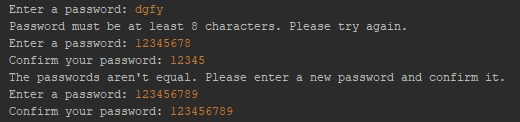 Enter a password: dgfy
Password must be at least 8 characters. Please try again.
Enter a password: 12345678
Confirm your password: 12345
The passwords aren't equal. Please enter a new password and confirm it.
Enter a password: 123456789
Confirm your password: 123456789